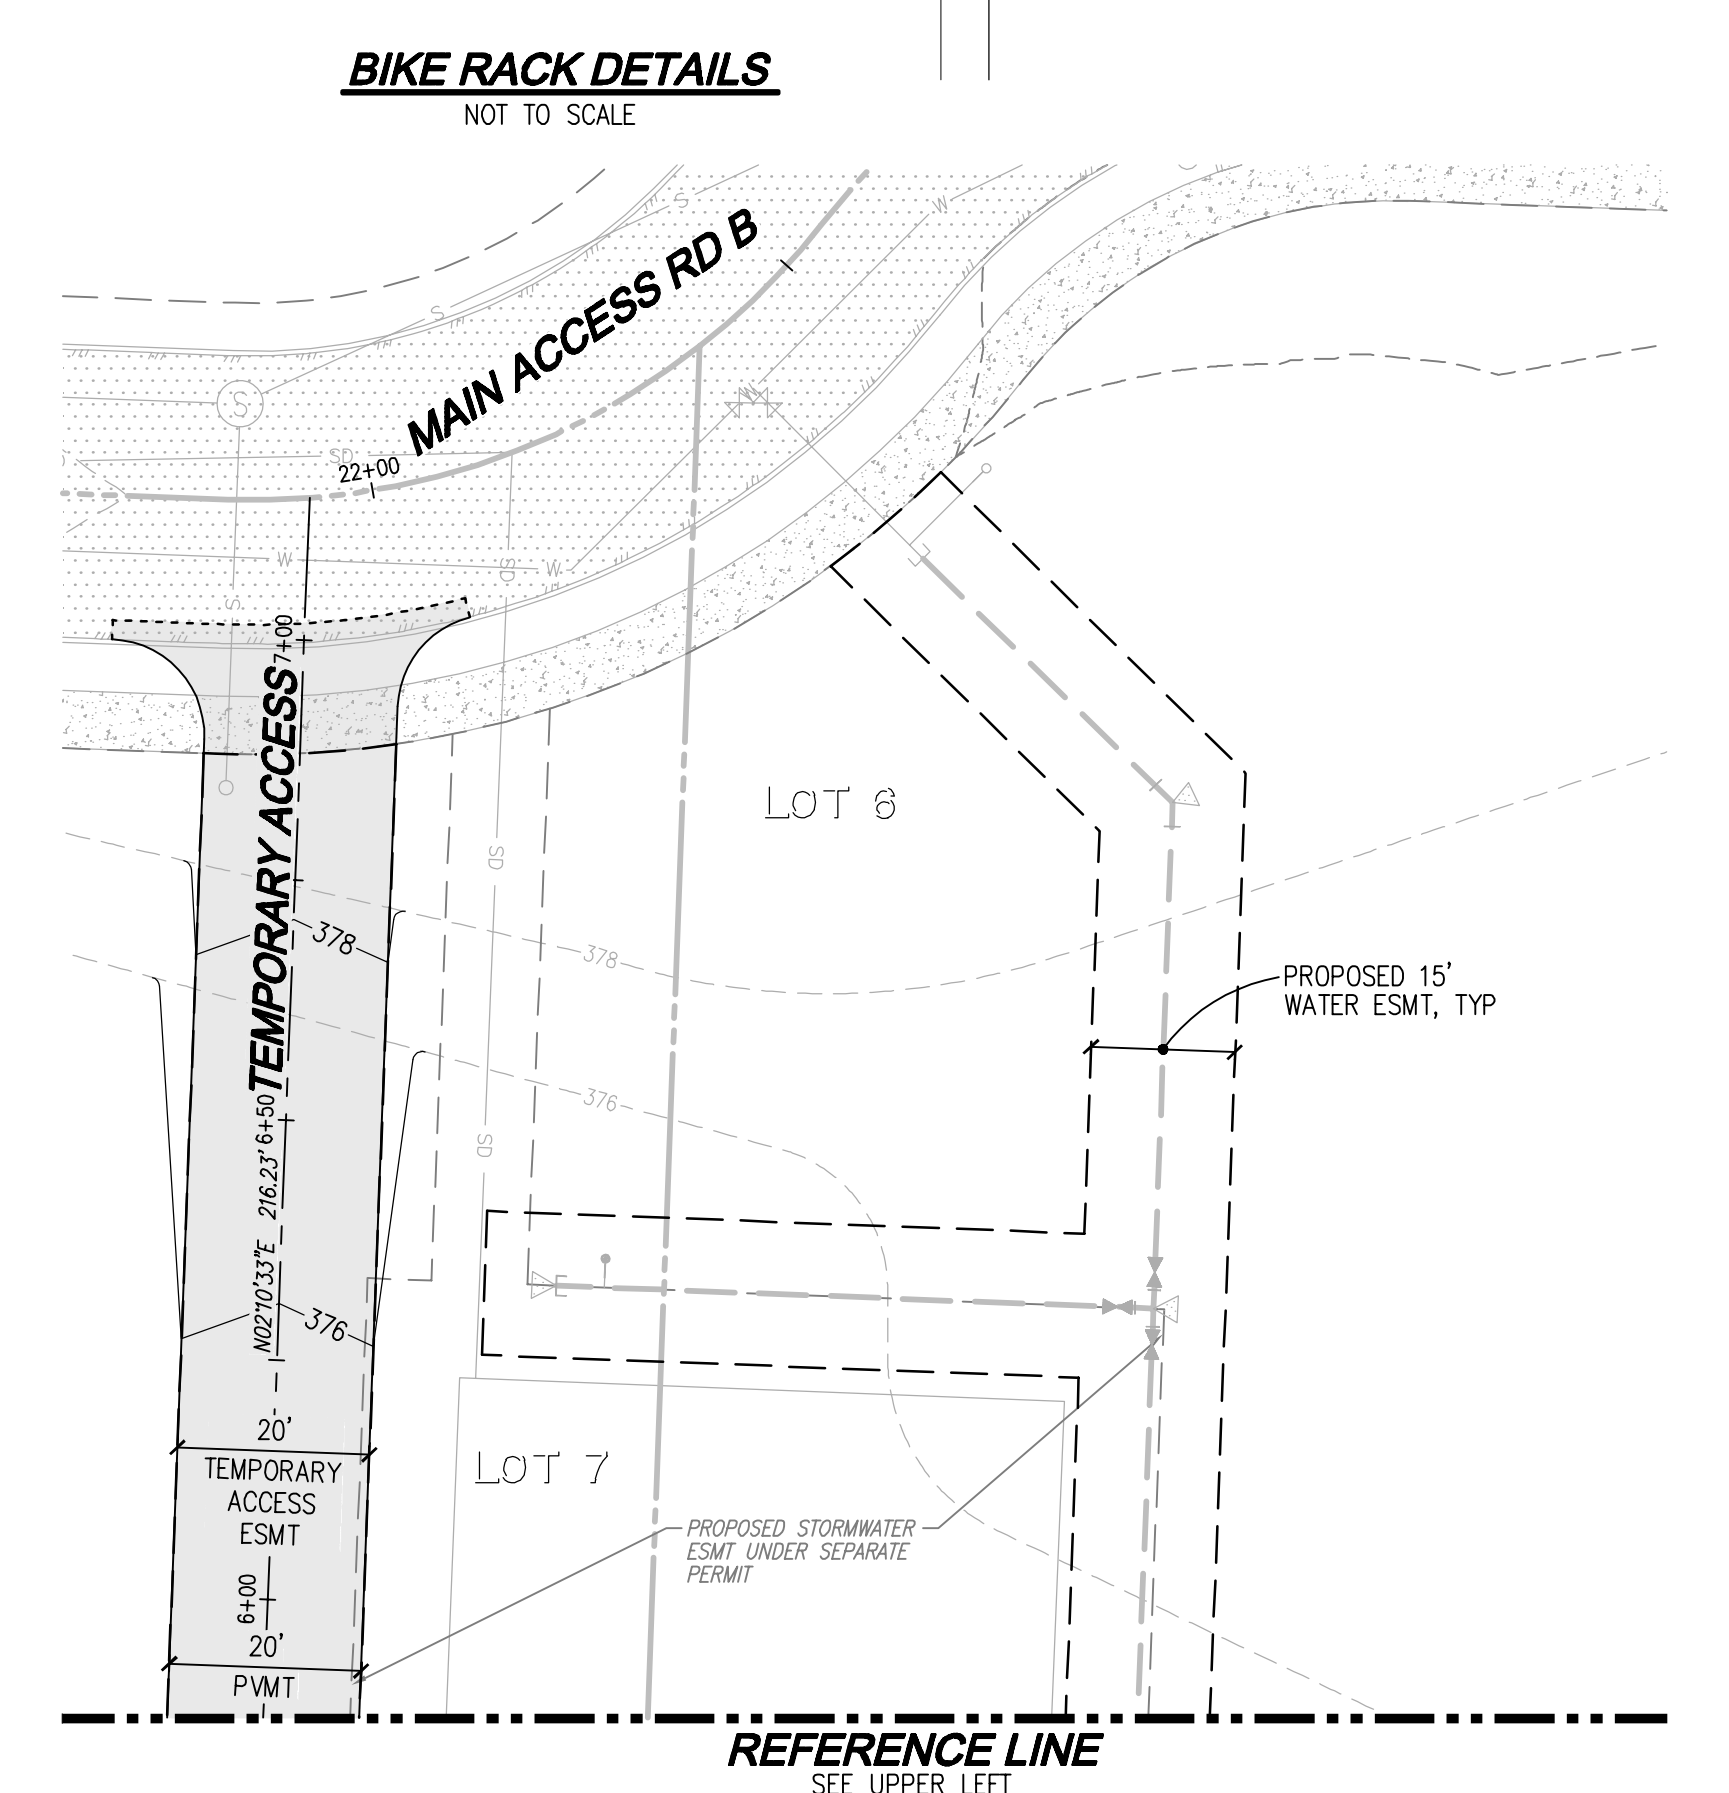 BIKE RACK DETAILS
NOT TO SCALE
MAIN ACCESS RD B
S
W
S
S
W
SD
22+00
W
W
SD
S
7+00
TEMPORARY ACCESS
LOT 6
SD
378
378
PROPOSED 15'
WATER ESMT, TYP
376
6+50
SD
N02°10'33"E 216.23'
376
20'
TEMPORARY
ACCESS
ESMT
LOT 7
PROPOSED STORMWATER
ESMT UNDER SEPARATE
PERMIT
6+00
20'
PVMT
REFERENCE LINE
SEE UPPER LEFT